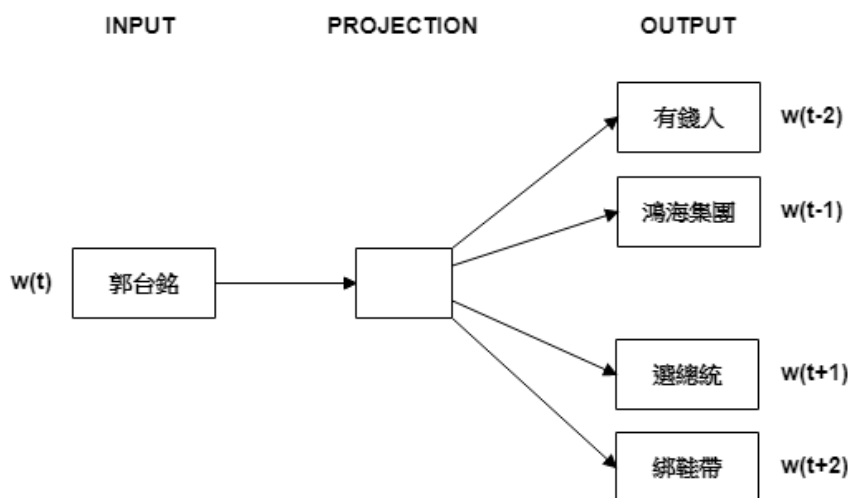 INPUT PROJECTION OUTPUT
有錢人 w(t-2)
鴻海集團 w(t-1)
w(t) 郭台銘
選總統 w(t+1)
綁鞋帶 w(t+2)